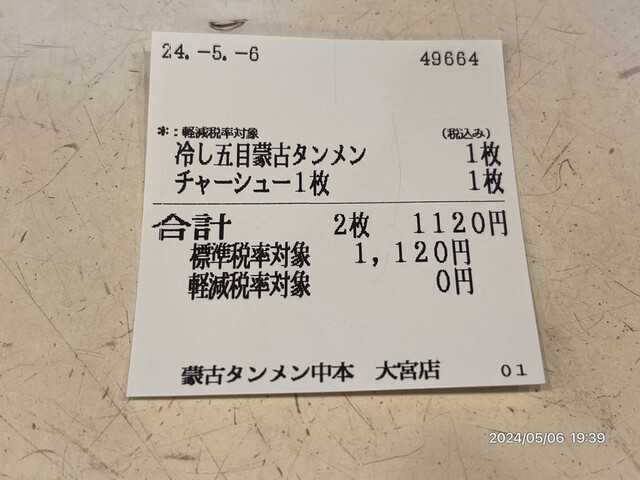 24.-5.-6 49664
*:軽減税率対象 (税込み)
冷し五目蒙古タンメン 1枚
チャーシュー1枚 1枚
合計 2枚 1120円
標準税率対象 1,120円
軽減税率対象 0円
蒙古タンメン中本 大宮店 01
2024/05/06 19:39